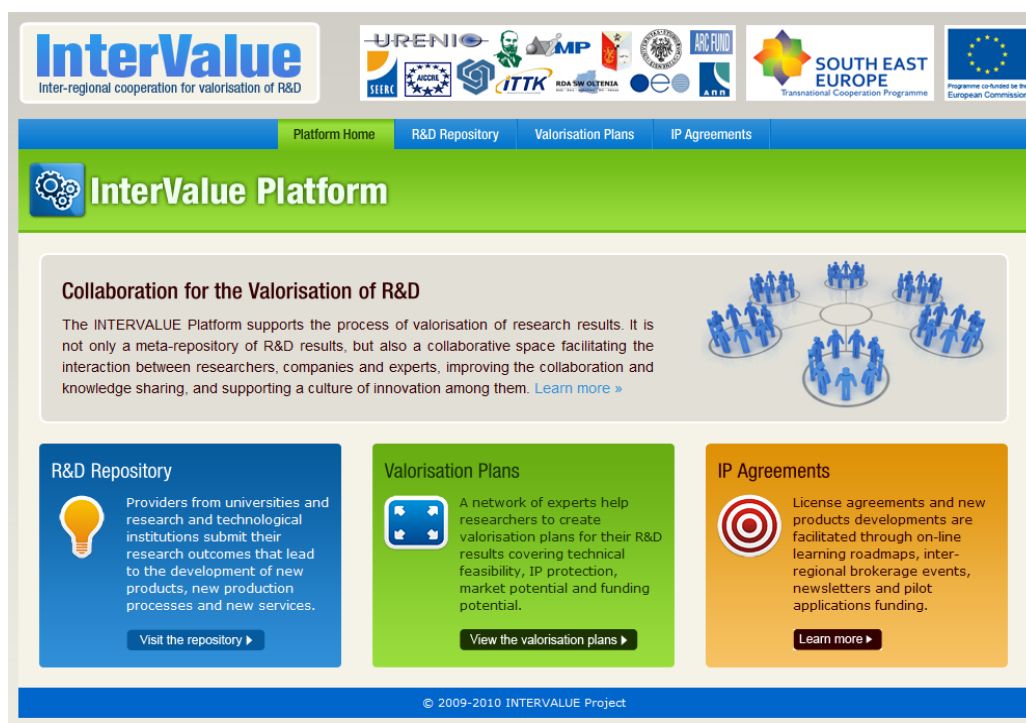 InterValue
Inter-regional cooperation for valorisation of R&D
URENIO
MP
ARC FUND
SEERC
AICCRE
iTTK
RDA SW OLTENIA
SOUTH EAST
EUROPE
Transnational Cooperation Programme
Programme co-funded be the
European Commission
Platform Home
R&D Repository
Valorisation Plans
IP Agreements
InterValue Platform
Collaboration for the Valorisation of R&D
The INTERVALUE Platform supports the process of valorisation of research results. It is
not only a meta-repository of R&D results, but also a collaborative space facilitating the
interaction between researchers, companies and experts, improving the collaboration and
knowledge sharing, and supporting a culture of innovation among them. Learn more »
R&D Repository
Providers from universities and
research and technological
institutions submit their
research outcomes that lead
to the development of new
products, new production
processes and new services.
Visit the repository
Valorisation Plans
A network of experts help
researchers to create
valorisation plans for their R&D
results covering technical
feasibility, IP protection,
market potential and funding
potential.
View the valorisation plans
IP Agreements
License agreements and new
products developments are
facilitated through on-line
learning roadmaps, inter-
regional brokerage events,
newsletters and pilot
applications funding.
Learn more
© 2009-2010 INTERVALUE Project